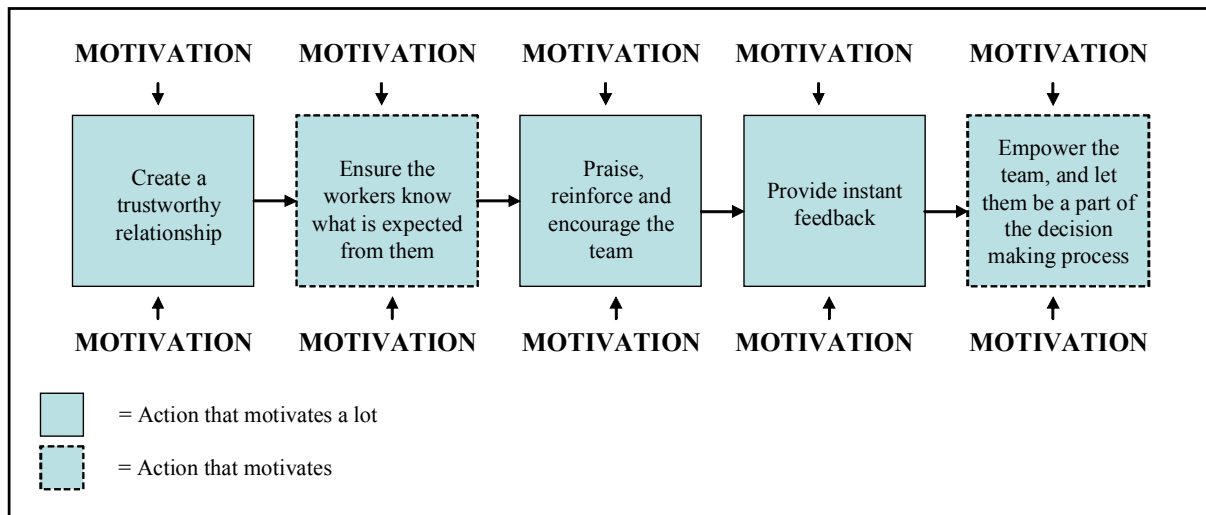 MOTIVATION MOTIVATION MOTIVATION MOTIVATION MOTIVATION
Create a
trustworthy
relationship
Ensure the
workers know
what is expected
from them
Praise,
reinforce and
encourage the
team
Provide instant
feedback
Empower the
team, and let
them be a part of
the decision
making process
MOTIVATION MOTIVATION MOTIVATION MOTIVATION MOTIVATION
= Action that motivates a lot
= Action that motivates